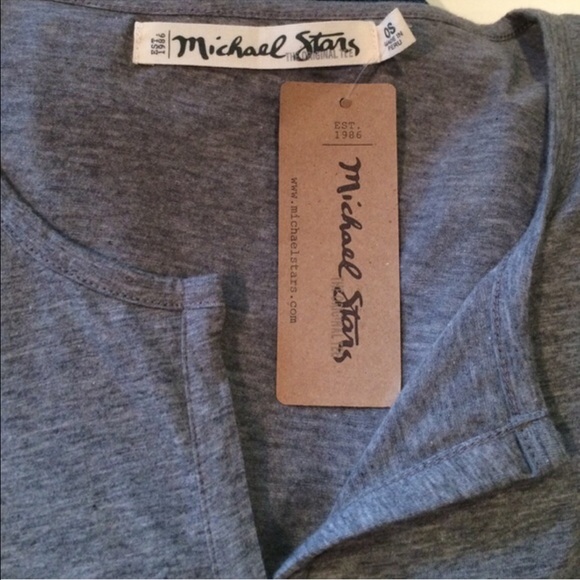 EST.
1986
Michael Stars
THE ORIGINAL TEE
OS
MADE IN
PERU
EST.
1986
Michael Stars
THE ORIGINAL TEE
www.michaelstars.com